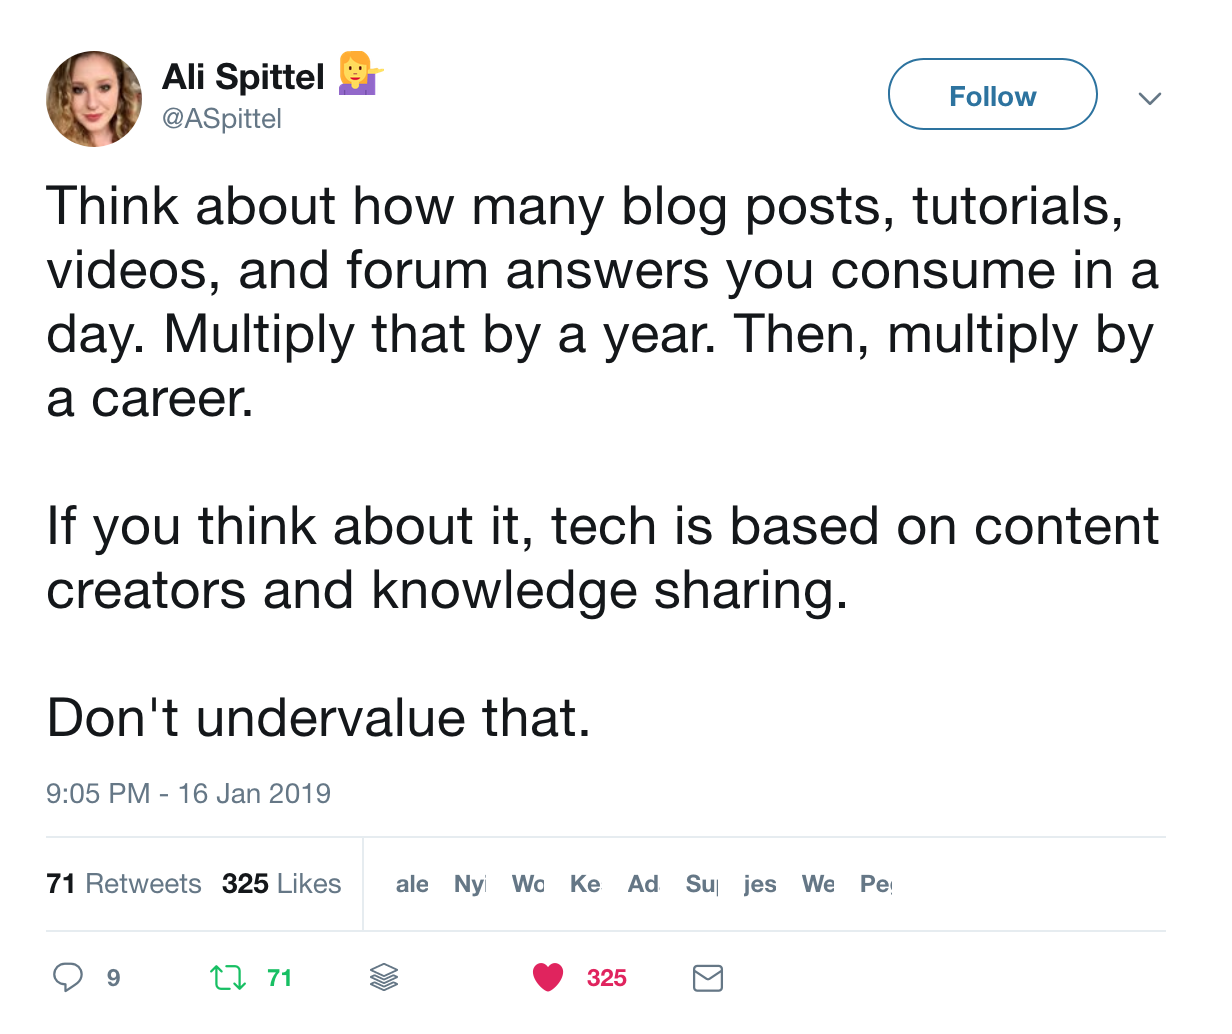 Ali Spittel 💁‍♀️
@ASpittel
Follow
Think about how many blog posts, tutorials,
videos, and forum answers you consume in a
day. Multiply that by a year. Then, multiply by
a career.
If you think about it, tech is based on content
creators and knowledge sharing.
Don't undervalue that.
9:05 PM - 16 Jan 2019
71 Retweets 325 Likes ale Nyi Wo Ke Ad Su jes We Pe
9 71 325